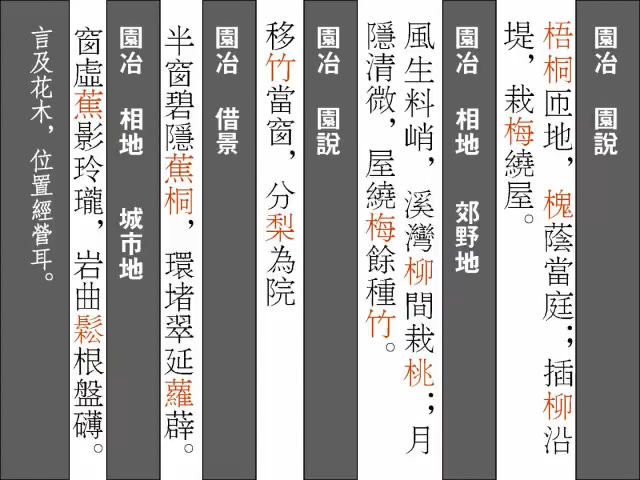 園冶 園說
梧桐匝地,槐蔭當庭;插柳沿
堤,栽梅繞屋。
園冶 相地 郊野地
風生料峭,溪灣柳間栽桃;月
隱清微,屋繞梅餘種竹。
園冶 園說
移竹當窗,分梨為院
園冶 借景
半窗碧隱蕉桐,環堵翠延蘿薜。
園冶 相地 城市地
窗虛蕉影玲瓏,岩曲鬆根盤礴。
言及花木,位置經營耳。